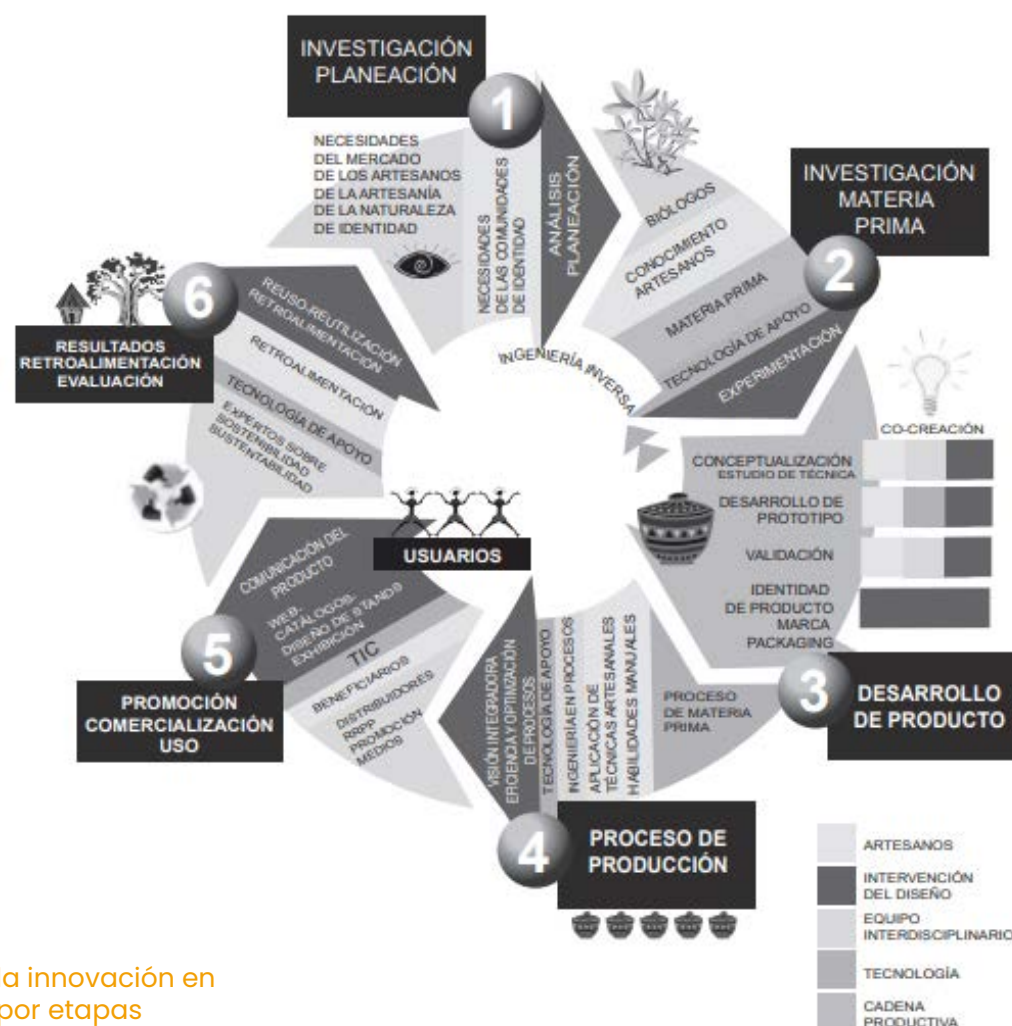 INVESTIGACIÓN
PLANEACIÓN
1
NECESIDADES
DEL MERCADO
DE LOS ARTESANOS
DE LA ARTESANÍA
DE LA NATURALEZA
DE IDENTIDAD
NECESIDADES
DE LAS COMUNIDADES
DE IDENTIDAD
ANÁLISIS
PLANEACIÓN
INVESTIGACIÓN
MATERIA
PRIMA
2
BIÓLOGOS
CONOCIMIENTO
ARTESANOS
MATERIA PRIMA
TECNOLOGÍA DE APOYO
EXPERIMENTACIÓN
INGENIERÍA INVERSA
CO-CREACIÓN
CONCEPTUALIZACIÓN
ESTUDIO DE TÉCNICA
DESARROLLO DE
PROTOTIPO
VALIDACIÓN
IDENTIDAD
DE PRODUCTO
MARCA
PACKAGING
3
DESARROLLO
DE PRODUCTO
PROCESO
DE MATERIA
PRIMA
HABILIDADES MANUALES
TÉCNICAS ARTESANALES
APLICACIÓN DE
INGENIERÍA EN PROCESOS
TECNOLOGÍA DE APOYO
VISIÓN INTEGRADORA
EFICIENCIA Y OPTIMZACIÓN
DE PROCESOS
4
PROCESO DE
PRODUCCIÓN
USUARIOS
COMUNICACIÓN DEL
PRODUCTO
WEB-
CATÁLOGOS-
DISEÑO DE STANDS
EXHIBICIÓN
TIC
BENEFICIARIOS
DISTRIBUIDORES
RRPP
PROMOCIÓN
MEDIOS
5
PROMOCIÓN
COMERCIALIZACIÓN
USO
6
RESULTADOS
RETROALIMENTACIÓN
EVALUACIÓN
REUSO-REUTILIZACIÓN
RETROALIMENTACION
RETROALIMENTACION
TECNOLOGÍA DE APOYO
EXPERTOS SOBRE
SOSTENIBILIDAD
SUSTENTABILIDAD
ARTESANOS
INTERVENCIÓN
DEL DISEÑO
EQUIPO
INTERDISCIPLINARIO
TECNOLOGÍA
CADENA
PRODUCTIVA
la innovación en
por etapas